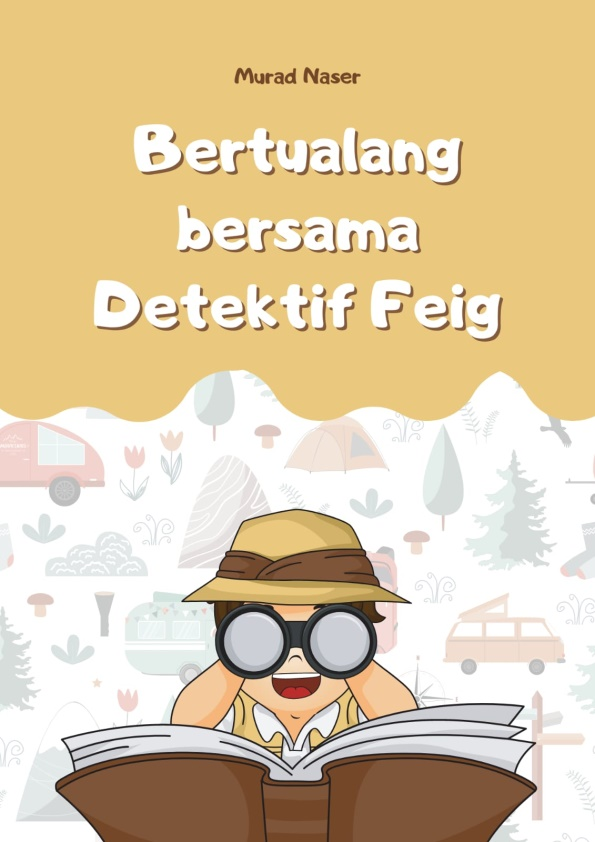 Murad Naser
Bertualang
bersama
Detektif Feig